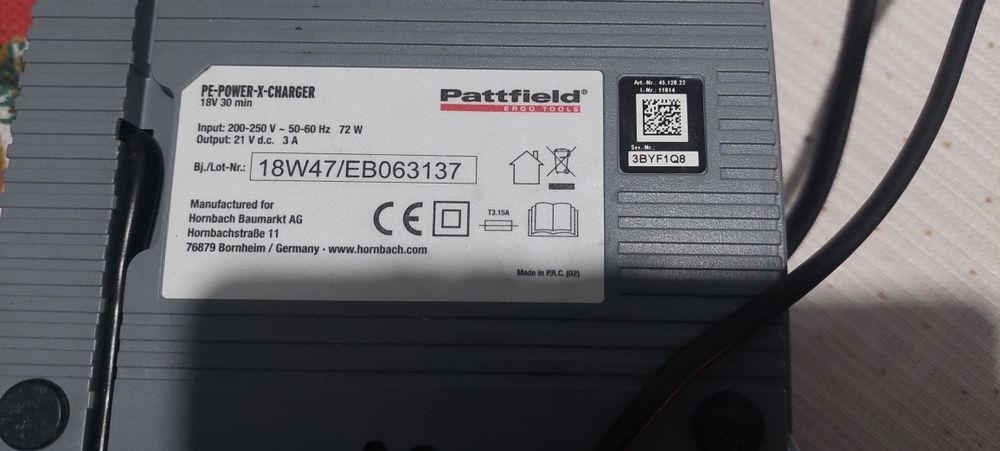 PE-POWER-X-CHARGER
18V 30 min
Pattfield®
ERGO TOOLS
Input: 200-250 V ~ 50-60 Hz 72 W
Output: 21 V d.c. 3 A
Bj./Lot-Nr.: 18W47/EB063137
Manufactured for
Hornbach Baumarkt AG
Hornbachstraße 11
76879 Bornheim / Germany - www.hornbach.com
CE
T3.15A
Made in P.R.C. (02)
Art.-Nr.: 45.128.23
I.-Nr.: 11014
Ser.-Nr.:
3BYF1Q8